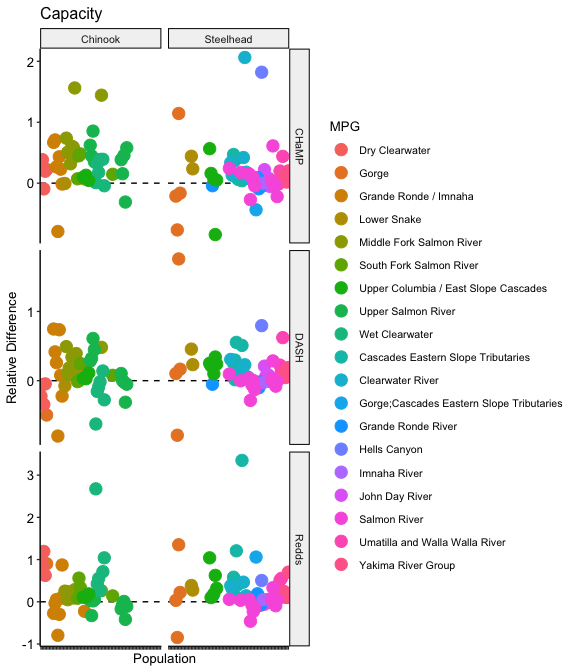 Capacity
Chinook
Steelhead
2
1
0
CHaMP
1
0
DASH
3
2
1
0
-1
Redds
Relative Difference
Population
MPG
Dry Clearwater
Gorge
Grande Ronde / Imnaha
Lower Snake
Middle Fork Salmon River
South Fork Salmon River
Upper Columbia / East Slope Cascades
Upper Salmon River
Wet Clearwater
Cascades Eastern Slope Tributaries
Clearwater River
Gorge;Cascades Eastern Slope Tributaries
Grande Ronde River
Hells Canyon
Imnaha River
John Day River
Salmon River
Umatilla and Walla Walla River
Yakima River Group